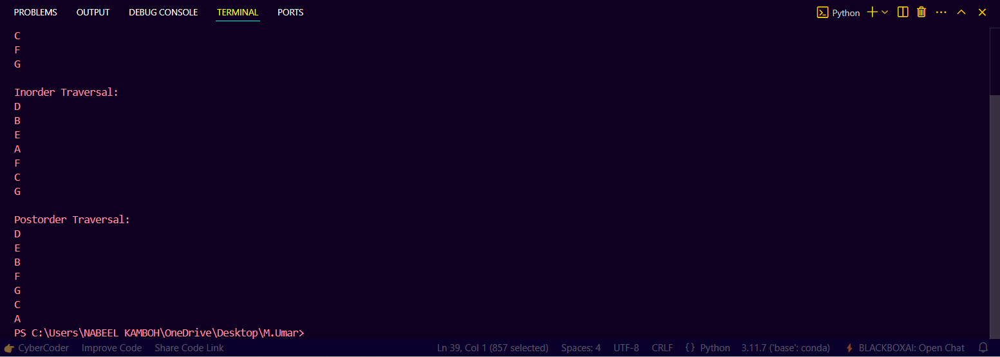 PROBLEMS OUTPUT DEBUG CONSOLE TERMINAL PORTS Python
C
F
G
Inorder Traversal:
D
B
E
A
F
C
G
Postorder Traversal:
D
E
B
F
G
C
A
PS C:\Users\NABEEL KAMBOH\OneDrive\Desktop\M.Umar>
CyberCoder Improve Code Share Code Link Ln 39, Col 1 (857 selected) Spaces: 4 UTF-8 CRLF {} Python 3.11.7 ('base': conda) BLACKBOXAI: Open Chat